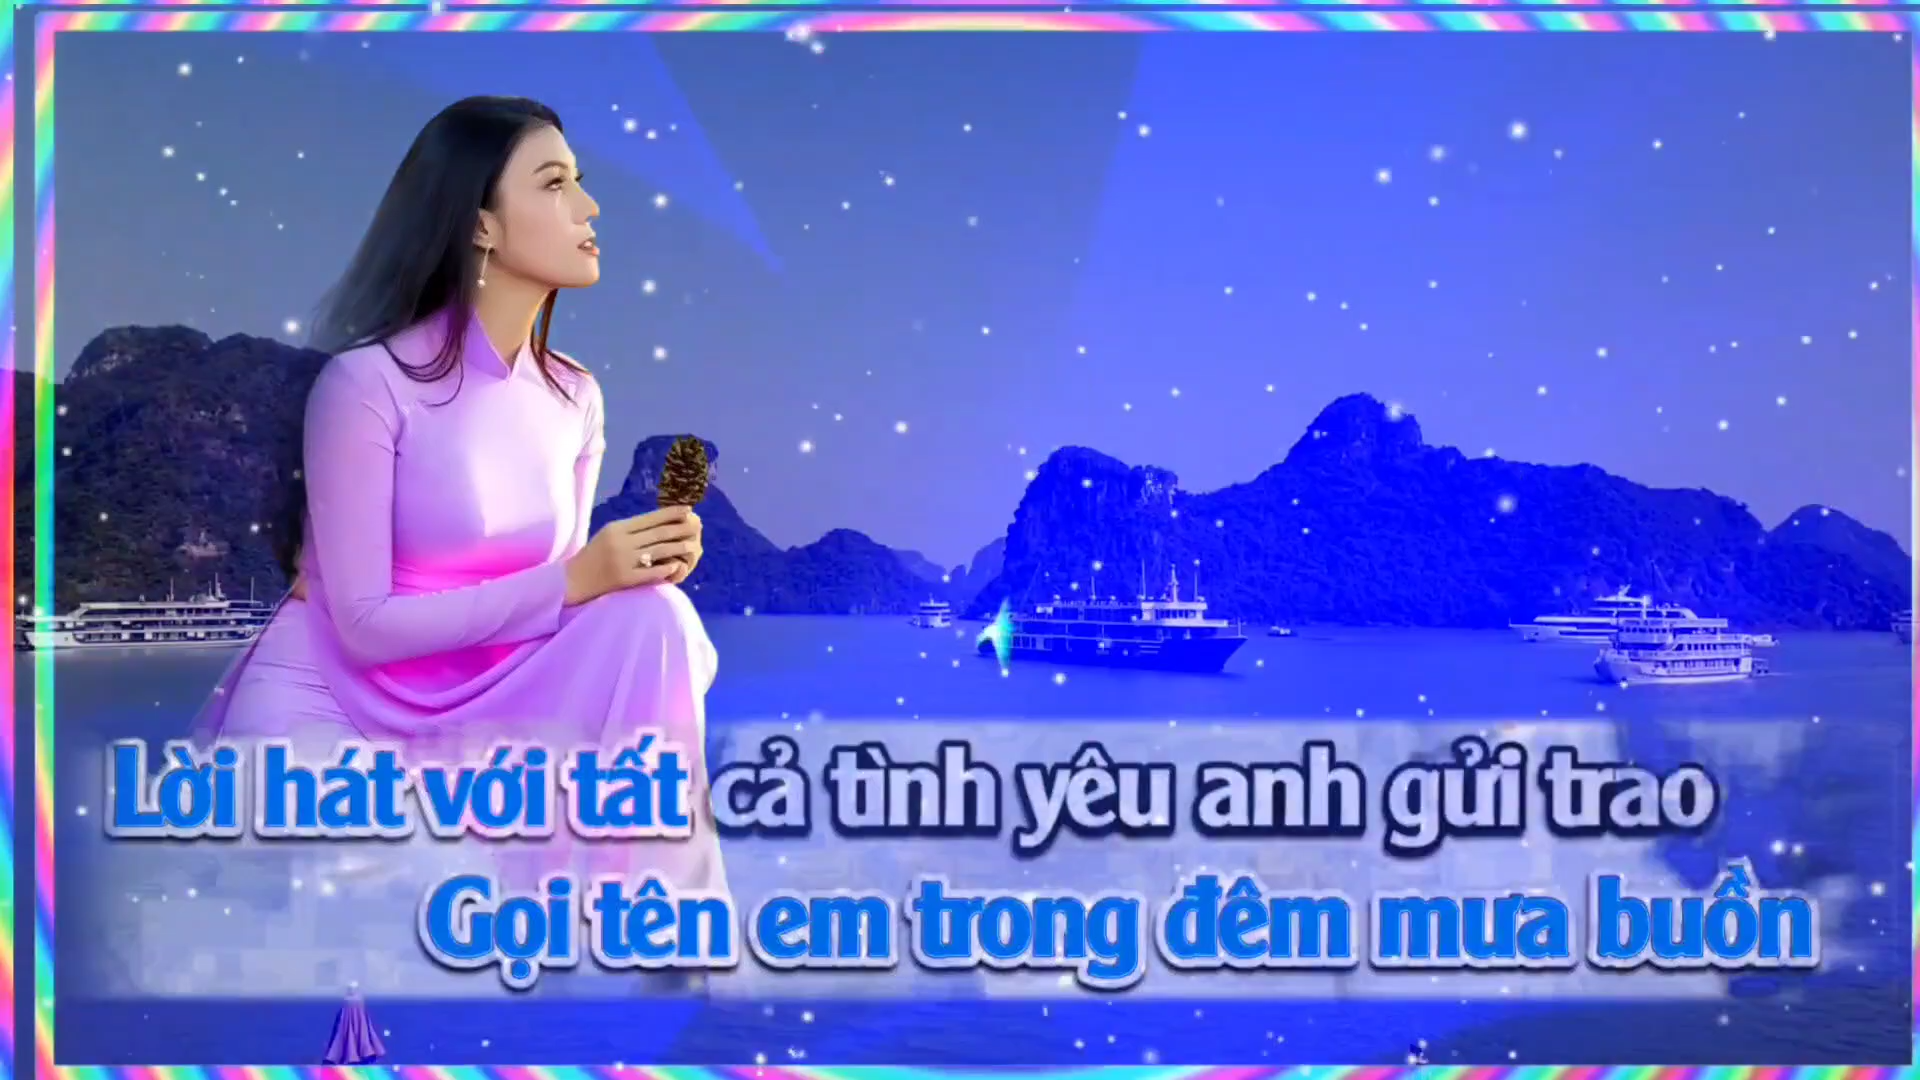 Lời hát với tất cả tình yêu anh gửi trao
Gọi tên em trong đêm mưa buồn